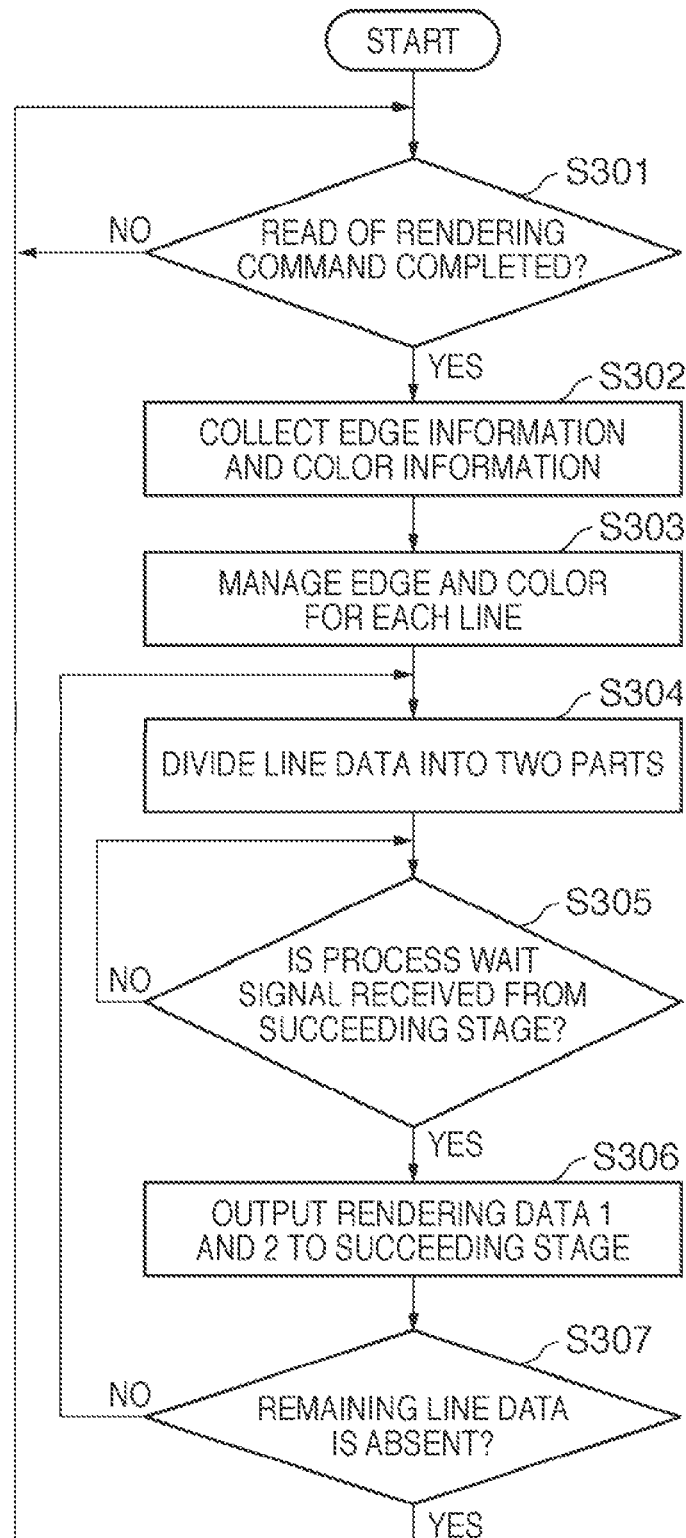 START
S301
NO
READ OF RENDERING
COMMAND COMPLETED?
YES
S302
COLLECT EDGE INFORMATION
AND COLOR INFORMATION
S303
MANAGE EDGE AND COLOR
FOR EACH LINE
S304
DIVIDE LINE DATA INTO TWO PARTS
S305
NO
IS PROCESS WAIT
SIGNAL RECEIVED FROM
SUCCEEDING STAGE?
YES
S306
OUTPUT RENDERING DATA 1
AND 2 TO SUCCEEDING STAGE
S307
NO
REMAINING LINE DATA
IS ABSENT?
YES